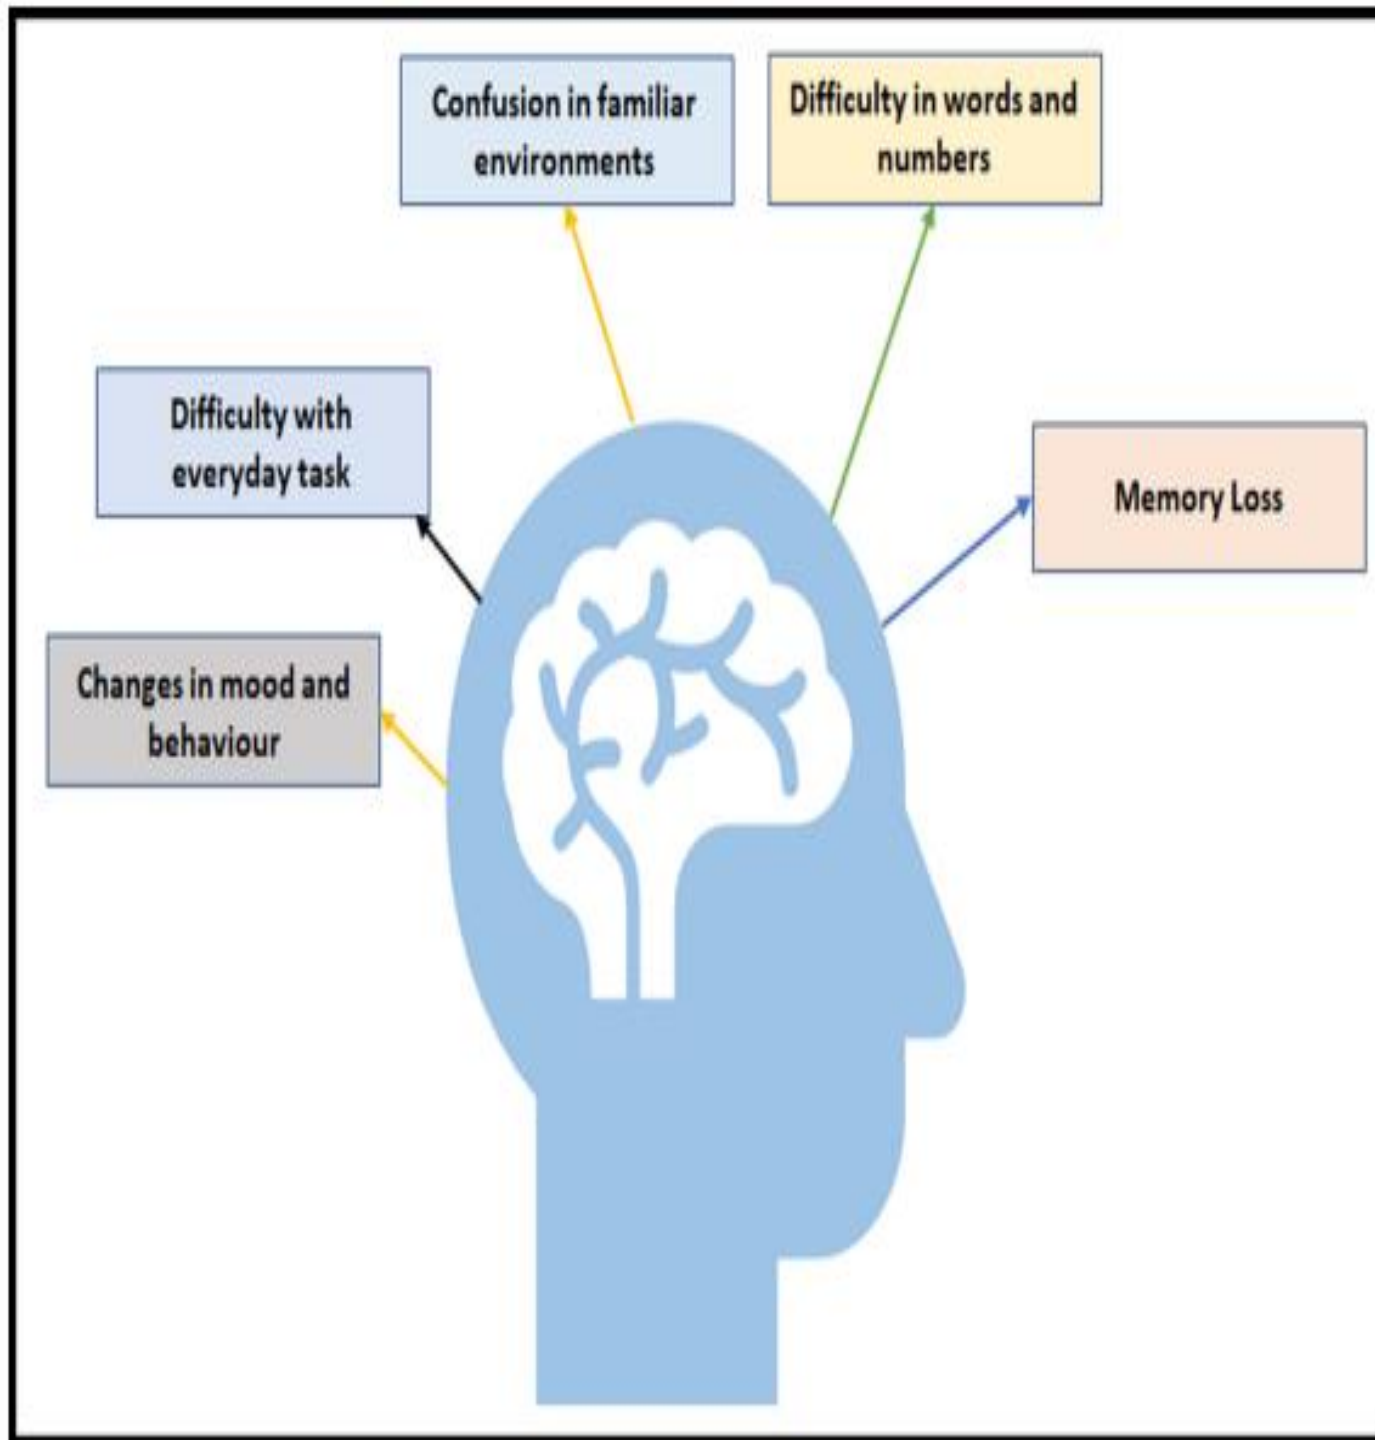 Confusion in familiar
environments
Difficulty in words and
numbers
Difficulty with
everyday task
Memory Loss
Changes in mood and
behaviour